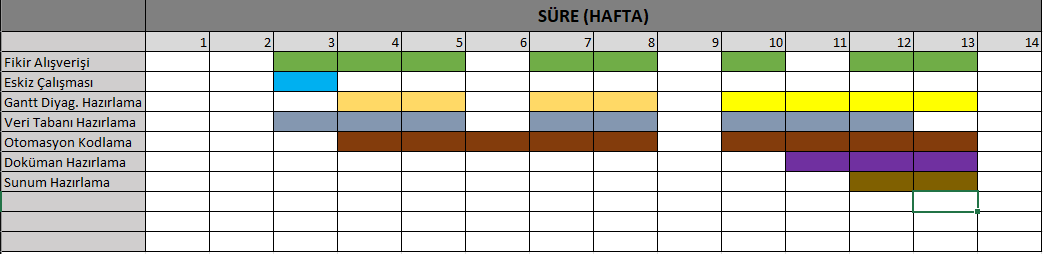 SÜRE (HAFTA)
1 2 3 4 5 6 7 8 9 10 11 12 13 14
Fikir Alışverişi
Eskiz Çalışması
Gantt Diyag. Hazırlama
Veri Tabanı Hazırlama
Otomasyon Kodlama
Doküman Hazırlama
Sunum Hazırlama